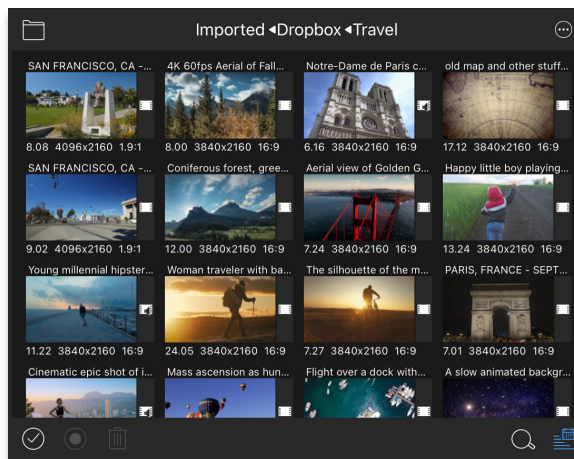 Imported ◂Dropbox ◂Travel
SAN FRANCISCO, CA -...
4K 60fps Aerial of Fall...
Notre-Dame de Paris c...
old map and other stuff...
8.08 4096x2160 1.9:1
8.00 3840x2160 16:9
6.16 3840x2160 16:9
17.12 3840x2160 16:9
SAN FRANCISCO, CA -...
Coniferous forest, gree...
Aerial view of Golden G...
Happy little boy playing...
9.02 4096x2160 1.9:1
12.00 3840x2160 16:9
7.24 3840x2160 16:9
13.24 3840x2160 16:9
Young millennial hipster...
Woman traveler with ba...
The silhouette of the m...
PARIS, FRANCE - SEPT...
11.22 3840x2160 16:9
24.05 3840x2160 16:9
7.27 3840x2160 16:9
7.01 3840x2160 16:9
Cinematic epic shot of i...
Mass ascension as hun...
Flight over a dock with...
A slow animated backgr...